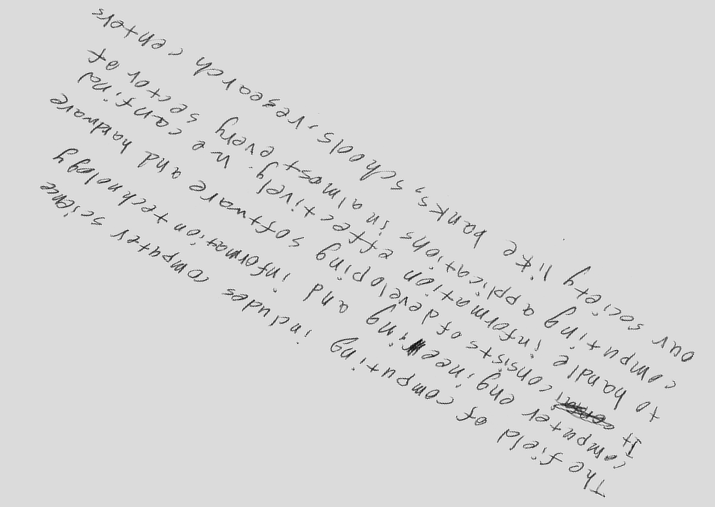 The field of computing includes computer science
computer engineering and information technology
It consists of developing software and hardware
to handle information effectively. we can find
computing applications in almost every sector of
our society like banks, schools, research centers